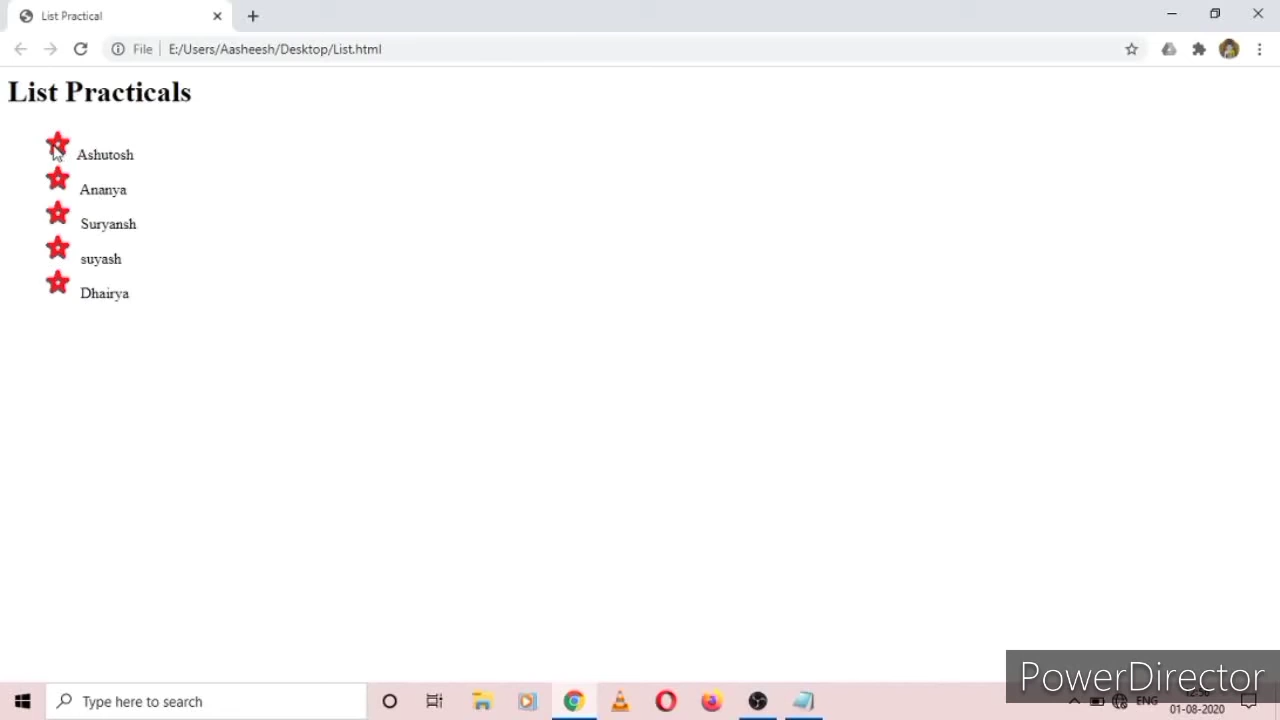 List Practical
File
E:/Users/Aasheesh/Desktop/List.html
List Practicals
Ashutosh
Ananya
Suryansh
suyash
Dhairya
PowerDirector
Type here to search
ENG
01-08-2020